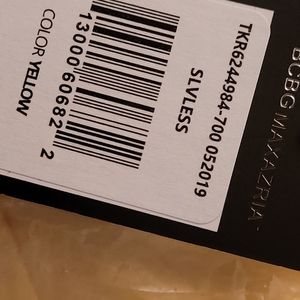 BCBG MAXAZRIA
TKR6244984-700 052019
SLVLESS
13000 60682 2
COLOR YELLOW